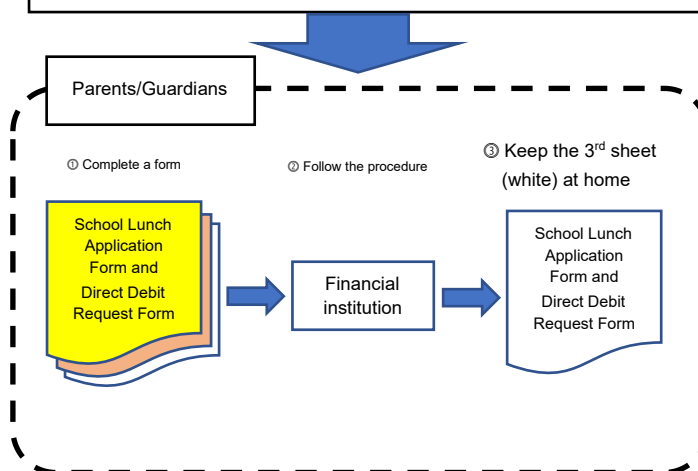 Parents/Guardians
① Complete a form
② Follow the procedure
③ Keep the 3rd sheet
(white) at home
School Lunch
Application
Form and
Direct Debit
Request Form
Financial
institution
School Lunch
Application
Form and
Direct Debit
Request Form